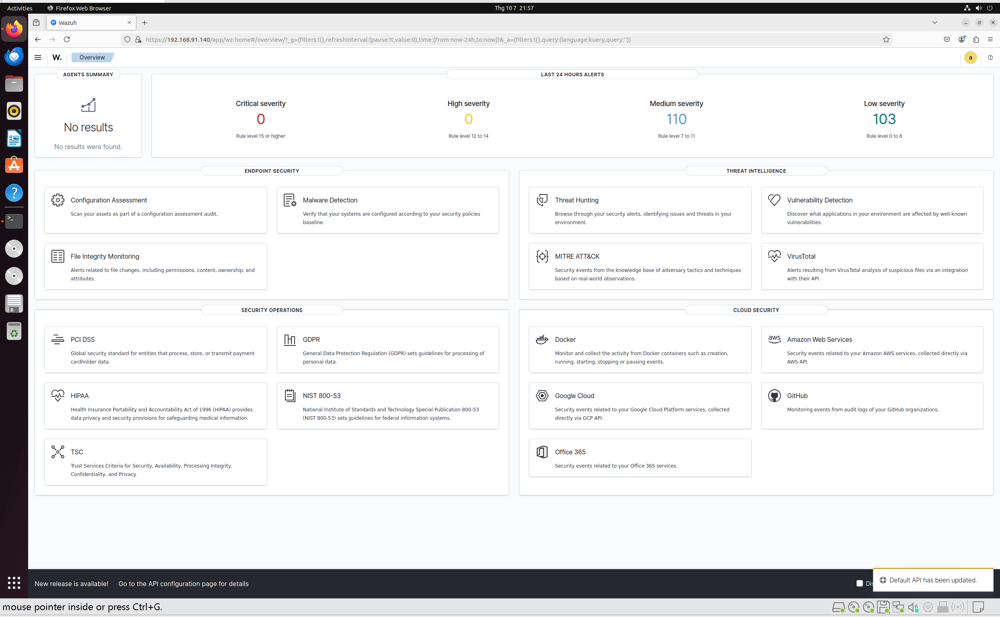 Activities
Firefox Web Browser
Thg 10 7 21:57
Wazuh
https://192.168.91.140/app/wz-home#/overview/?_g=(filters:!(),refreshInterval:(pause:!t,value:0),time:(from:now-24h,to:now))&_a=(filters:!(),query:(language:kuery,query:''))
W.
Overview
a
AGENTS SUMMARY
No results
No results were found.
LAST 24 HOURS ALERTS
Critical severity
0
Rule level 15 or higher
High severity
0
Rule level 12 to 14
Medium severity
110
Rule level 7 to 11
Low severity
103
Rule level 0 to 6
ENDPOINT SECURITY
Configuration Assessment
Scan your assets as part of a configuration assessment audit.
Malware Detection
Verify that your systems are configured according to your security policies
baseline.
File Integrity Monitoring
Alerts related to file changes, including permissions, content, ownership, and
attributes.
THREAT INTELLIGENCE
Threat Hunting
Browse through your security alerts, identifying issues and threats in your
environment.
Vulnerability Detection
Discover what applications in your environment are affected by well-known
vulnerabilities.
MITRE ATT&CK
Security events from the knowledge base of adversary tactics and techniques
based on real-world observations.
VirusTotal
Alerts resulting from VirusTotal analysis of suspicious files via an integration
with their API.
SECURITY OPERATIONS
PCI DSS
Global security standard for entities that process, store, or transmit payment
cardholder data.
GDPR
General Data Protection Regulation (GDPR) sets guidelines for processing of
personal data.
HIPAA
Health Insurance Portability and Accountability Act of 1996 (HIPAA) provides
data privacy and security provisions for safeguarding medical information.
NIST 800-53
National Institute of Standards and Technology Special Publication 800-53
(NIST 800-53) sets guidelines for federal information systems.
TSC
Trust Services Criteria for Security, Availability, Processing Integrity,
Confidentiality, and Privacy.
CLOUD SECURITY
Docker
Monitor and collect the activity from Docker containers such as creation,
running, starting, stopping or pausing events.
aws
Amazon Web Services
Security events related to your Amazon AWS services, collected directly via
AWS API.
Google Cloud
Security events related to your Google Cloud Platform services, collected
directly via GCP API.
GitHub
Monitoring events from audit logs of your GitHub organizations.
Office 365
Security events related to your Office 365 services.
New release is available!
Go to the API configuration page for details
Dis
Default API has been updated.
mouse pointer inside or press Ctrl+G.